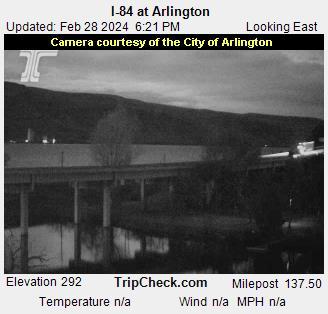 I-84 at Arlington
Updated: Feb 28 2024 6:21 PM Looking East
Camera courtesy of the City of Arlington
Elevation 292 TripCheck.com Milepost 137.50
Temperature n/a Wind n/a MPH n/a